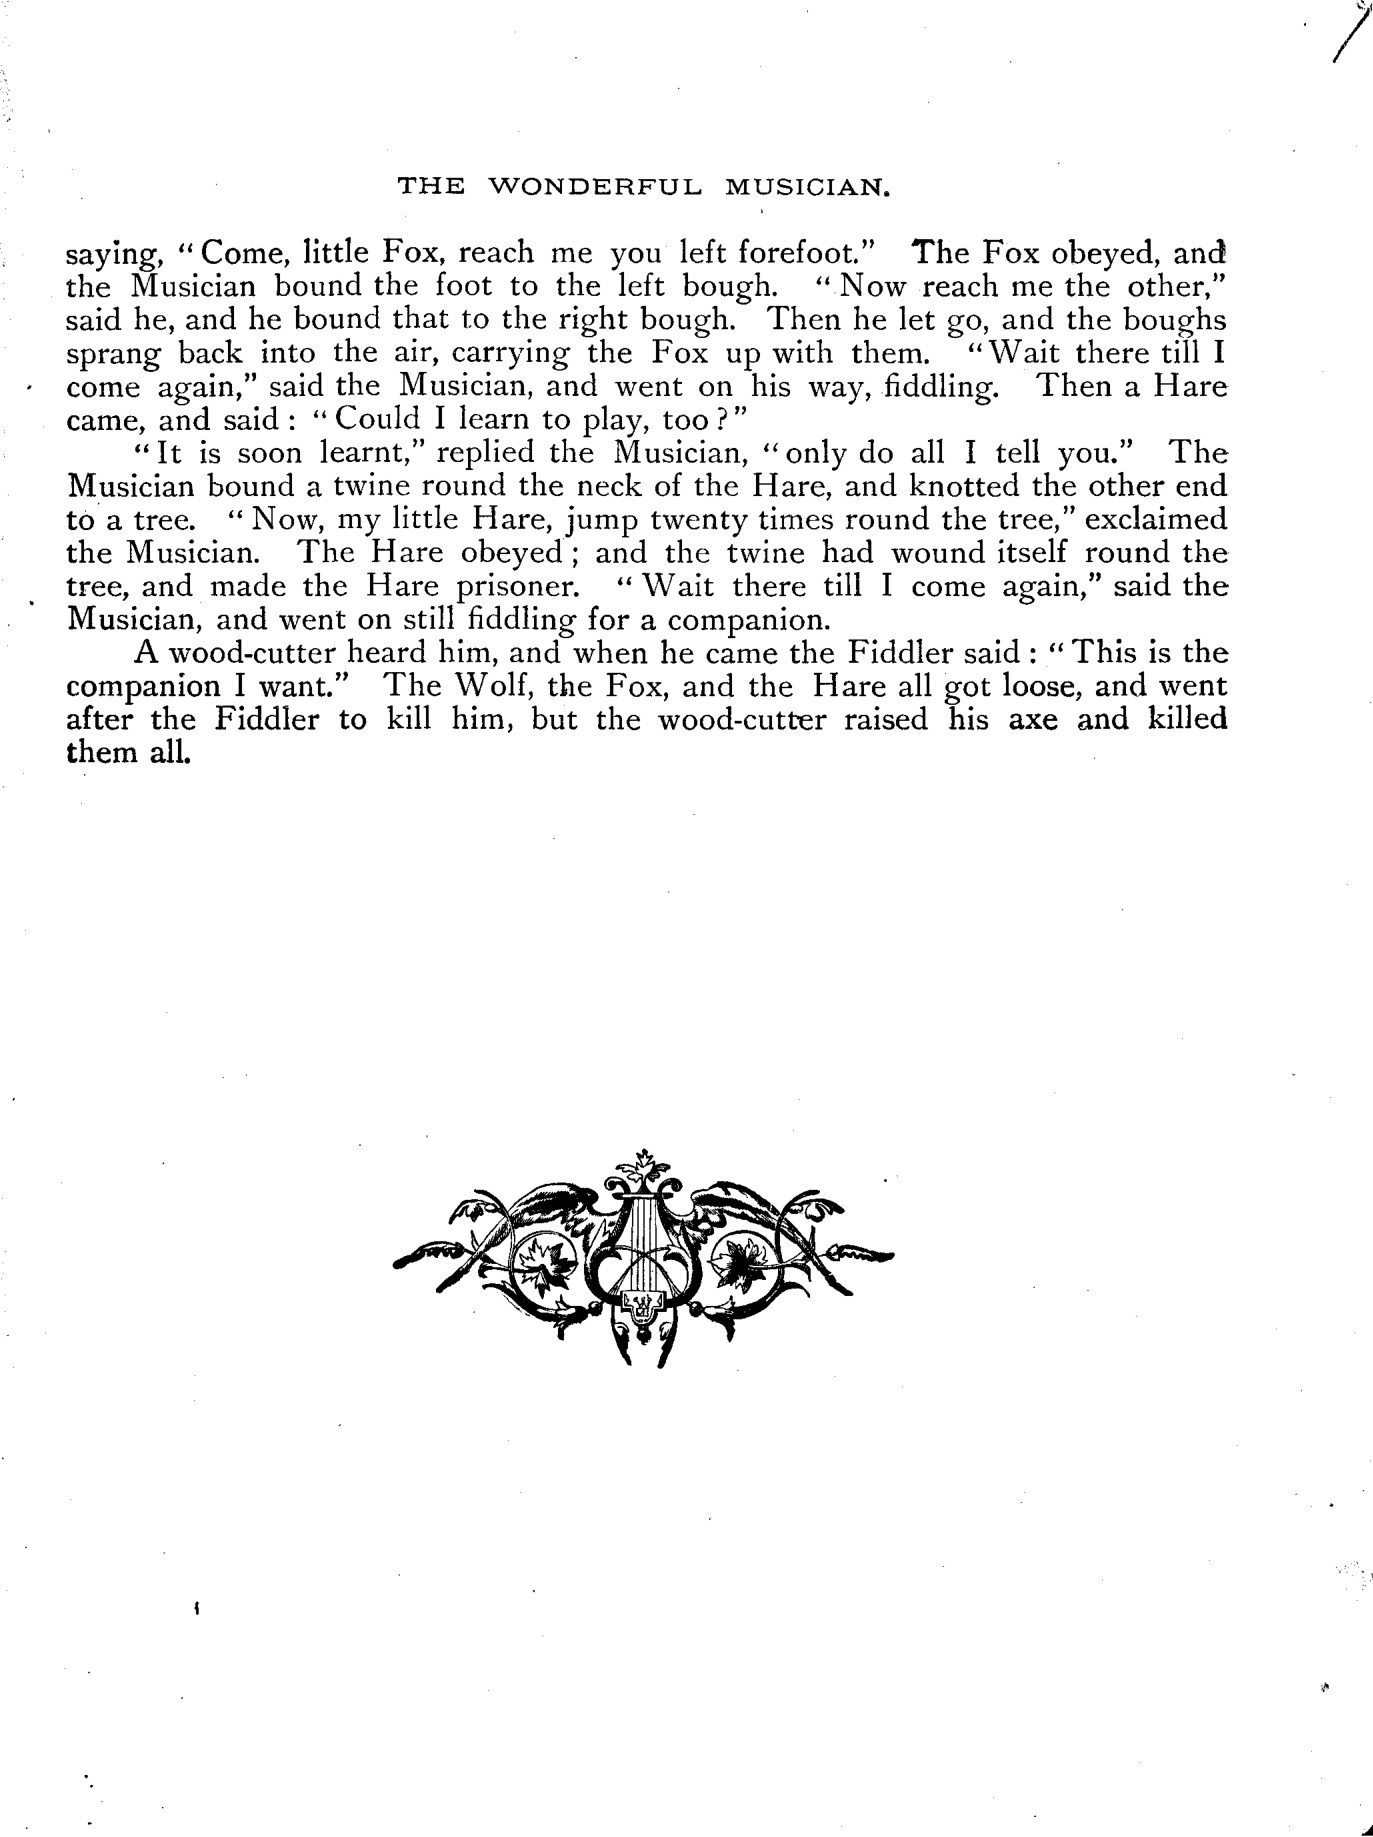 THE WONDERFUL MUSICIAN.
saying, “Come, little Fox, reach me you left forefoot.” The Fox obeyed, and
the Musician bound the foot to the left bough. “Now reach me the other,”
said he, and he bound that to the right bough. Then he let go, and the boughs
sprang back into the air, carrying the Fox up with them. “Wait there till I
come again,” said the Musician, and went on his way, fiddling. Then a Hare
came, and said : “Could I learn to play, too ?”
“It is soon learnt,” replied the Musician, “only do all I tell you.” The
Musician bound a twine round the neck of the Hare, and knotted the other end
to a tree. “Now, my little Hare, jump twenty times round the tree,” exclaimed
the Musician. The Hare obeyed ; and the twine had wound itself round the
tree, and made the Hare prisoner. “Wait there till I come again,” said the
Musician, and went on still fiddling for a companion.
A wood-cutter heard him, and when he came the Fiddler said : “This is the
companion I want.” The Wolf, the Fox, and the Hare all got loose, and went
after the Fiddler to kill him, but the wood-cutter raised his axe and killed
them all.